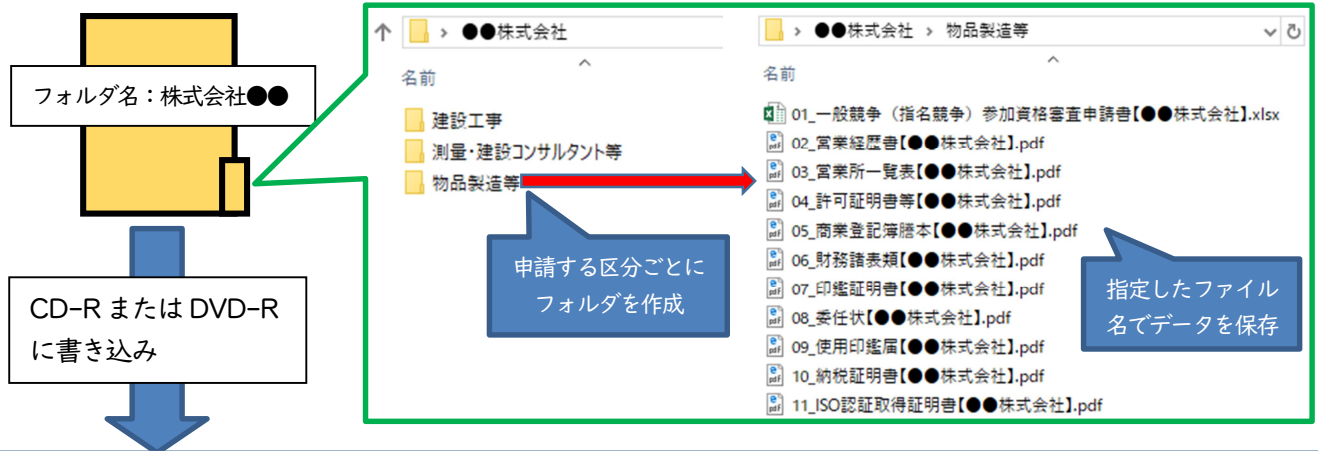 フォルダ名：株式会社●●
CD-R または DVD-R
に書き込み
●●株式会社
名前
建設工事
測量・建設コンサルタント等
物品製造等
申請する区分ごとに
フォルダを作成
●●株式会社 › 物品製造等
名前
01_一般競争（指名競争）参加資格審査申請書【●●株式会社】.xlsx
02_営業経歴書【●●株式会社】.pdf
03_営業所一覧表【●●株式会社】.pdf
04_許可証明書等【●●株式会社】.pdf
05_商業登記簿謄本【●●株式会社】.pdf
06_財務諸表類【●●株式会社】.pdf
07_印鑑証明書【●●株式会社】.pdf
08_委任状【●●株式会社】.pdf
09_使用印鑑届【●●株式会社】.pdf
10_納税証明書【●●株式会社】.pdf
11_ISO認証取得証明書【●●株式会社】.pdf
指定したファイル
名でデータを保存